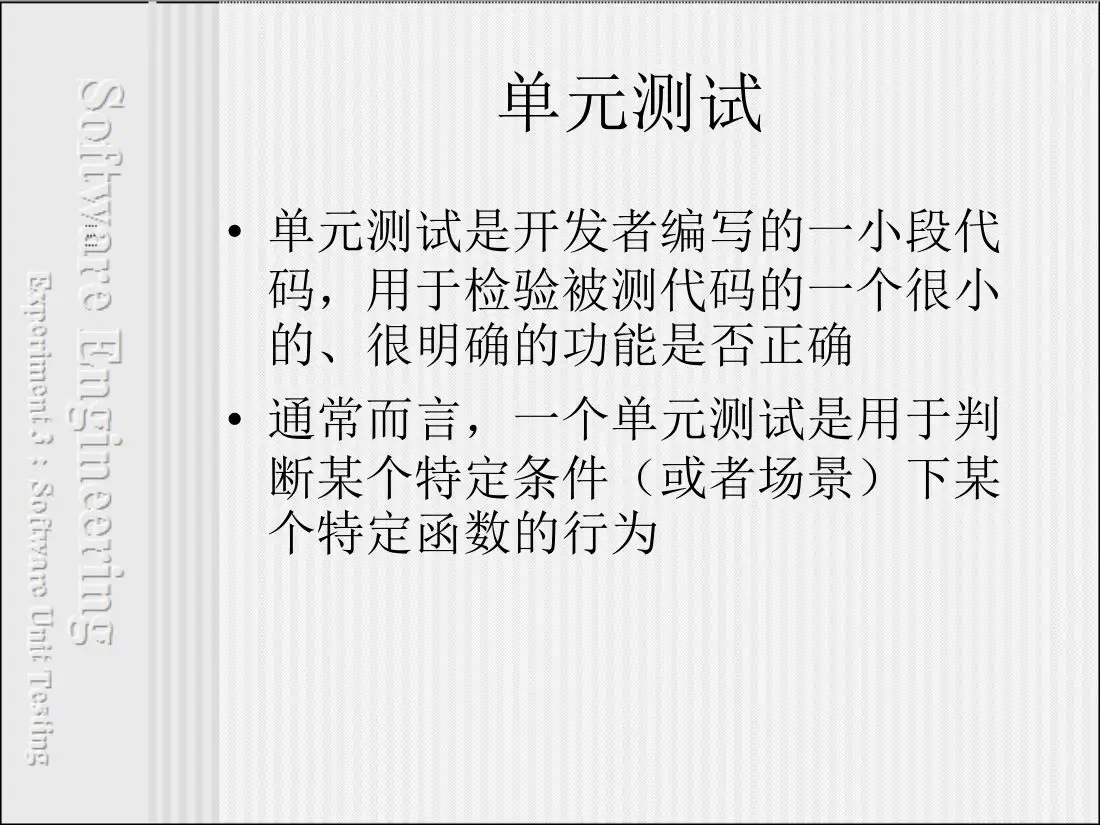 单元测试
• 单元测试是开发者编写的一小段代
码，用于检验被测代码的一个很小
的、很明确的功能是否正确
• 通常而言，一个单元测试是用于判
断某个特定条件（或者场景）下某
个特定函数的行为
Software Engineering
Experiment 3 : Software Unit Testing